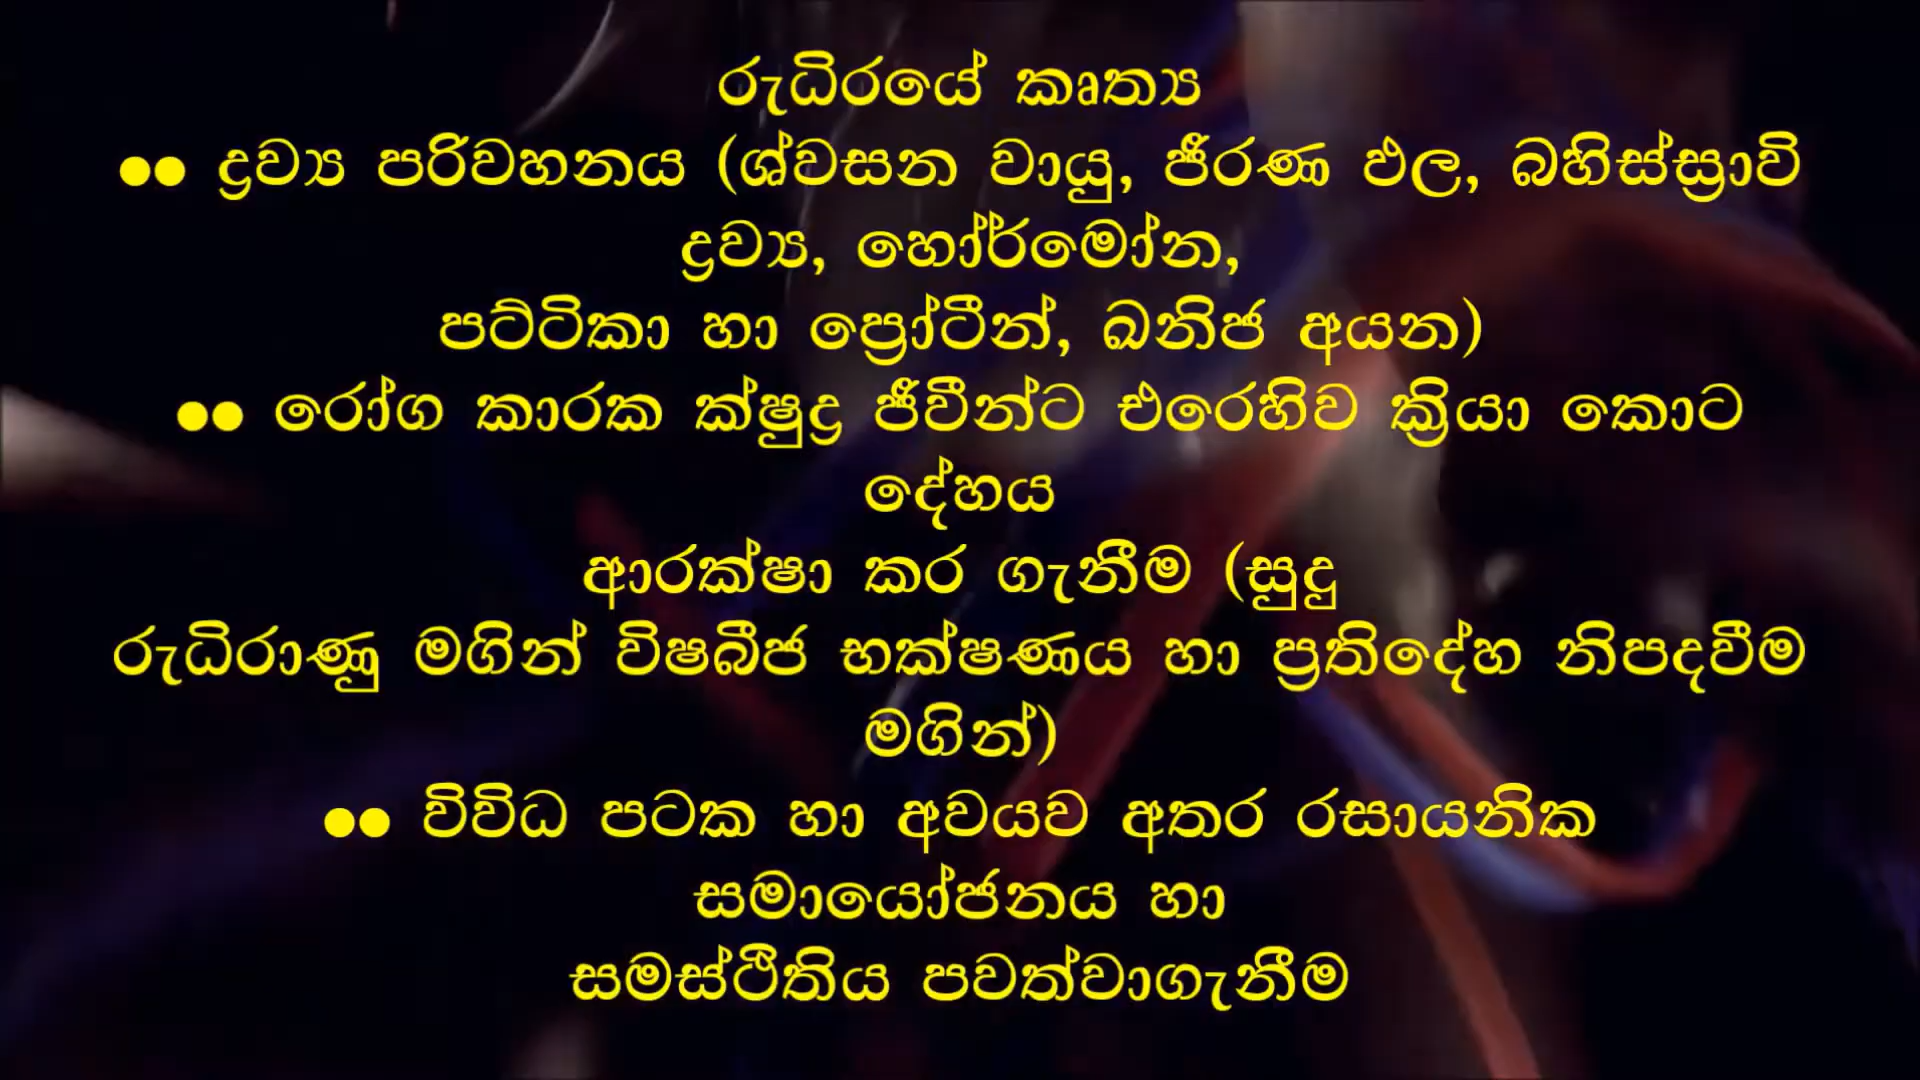 රුධිරයේ කෘත්‍ය
●● ද්‍රව්‍ය පරිවහනය (ශ්වසන වායු, ජීරණ ඵල, බහිස්ස්‍රාවි
ද්‍රව්‍ය, හෝර්මෝන,
පට්ටිකා හා ප්‍රෝටීන්, ඛනිජ අයන)
●● රෝග කාරක ක්ෂුද්‍ර ජීවීන්ට එරෙහිව ක්‍රියා කොට
දේහය
ආරක්ෂා කර ගැනීම (සුදු
රුධිරාණු මගින් විෂබීජ භක්ෂණය හා ප්‍රතිදේහ නිපදවීම
මගින්)
●● විවිධ පටක හා අවයව අතර රසායනික
සමායෝජනය හා
සමස්ථිතිය පවත්වාගැනීම